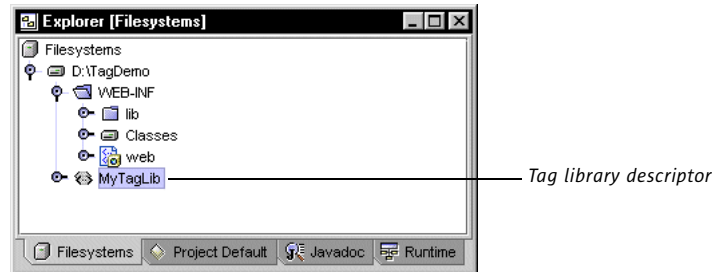 Explorer [Filesystems]
Filesystems
D:\TagDemo
WEB-INF
lib
Classes
web
MyTagLib
Tag library descriptor
Filesystems Project Default Javadoc Runtime